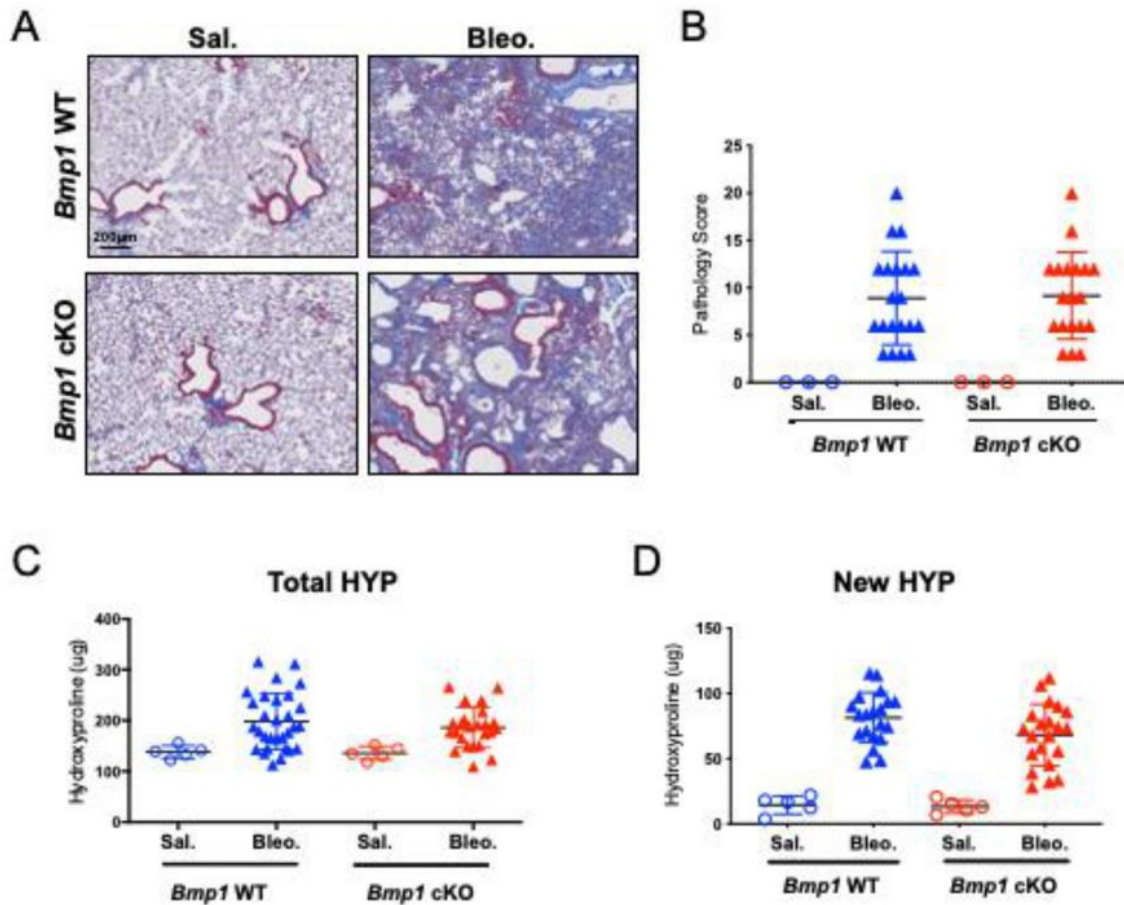 A
Sal.
Bleo.
Bmp1 WT
200µm
Bmp1 cKO
B
Pathology Score
25
20
15
10
5
0
Sal. Bleo. Sal. Bleo.
Bmp1 WT Bmp1 cKO
C
Total HYP
Hydroxyproline (ug)
400
300
200
100
0
Sal. Bleo. Sal. Bleo.
Bmp1 WT Bmp1 cKO
D
New HYP
Hydroxyproline (ug)
150
100
50
0
Sal. Bleo. Sal. Bleo.
Bmp1 WT Bmp1 cKO